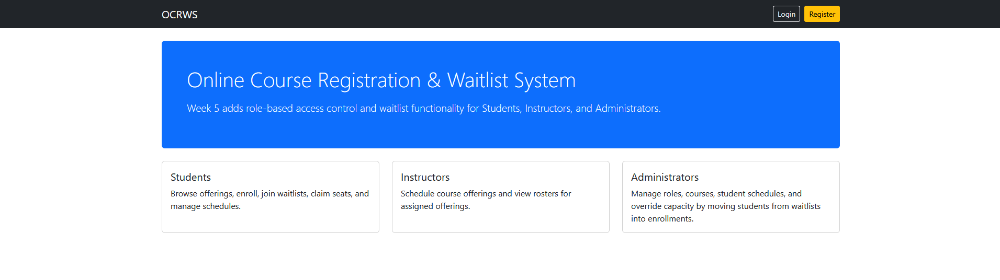 OCRWS
Login
Register
Online Course Registration & Waitlist System
Week 5 adds role-based access control and waitlist functionality for Students, Instructors, and Administrators.
Students
Browse offerings, enroll, join waitlists, claim seats, and
manage schedules.
Instructors
Schedule course offerings and view rosters for
assigned offerings.
Administrators
Manage roles, courses, student schedules, and
override capacity by moving students from waitlists
into enrollments.